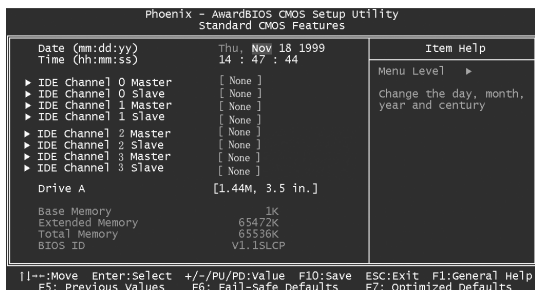 Phoenix - AwardBIOS CMOS Setup Utility
Standard CMOS Features
Date (mm:dd:yy) Thu, Nov 18 1999
Time (hh:mm:ss) 14 : 47 : 44
▶ IDE Channel 0 Master [ None ]
▶ IDE Channel 0 Slave [ None ]
▶ IDE Channel 1 Master [ None ]
▶ IDE Channel 1 Slave [ None ]
▶ IDE Channel 2 Master [ None ]
▶ IDE Channel 2 Slave [ None ]
▶ IDE Channel 3 Master [ None ]
▶ IDE Channel 3 Slave [ None ]
Drive A [1.44M, 3.5 in.]
Base Memory 1K
Extended Memory 65472K
Total Memory 65536K
BIOS ID V1.1SLCP
Item Help
Menu Level ▶
Change the day, month,
year and century
↑↓→←:Move Enter:Select +/-/PU/PD:Value F10:Save ESC:Exit F1:General Help
F5: Previous Values F6: Fail-Safe Defaults F7: Optimized Defaults